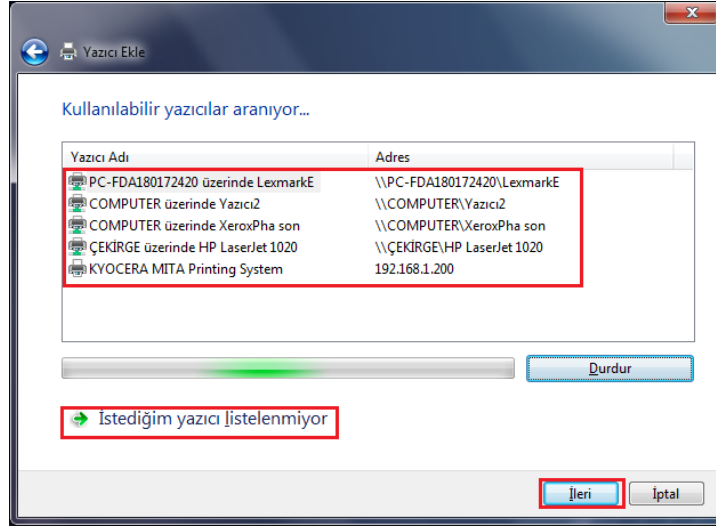 Yazıcı Ekle
Kullanılabilir yazıcılar aranıyor...
Yazıcı Adı Adres
PC-FDA180172420 üzerinde LexmarkE \\PC-FDA180172420\LexmarkE
COMPUTER üzerinde Yazıcı2 \\COMPUTER\Yazıcı2
COMPUTER üzerinde XeroxPha son \\COMPUTER\XeroxPha son
ÇEKİRGE üzerinde HP LaserJet 1020 \\ÇEKİRGE\HP LaserJet 1020
KYOCERA MITA Printing System 192.168.1.200
Durdur
İstediğim yazıcı listelenmiyor
İleri İptal